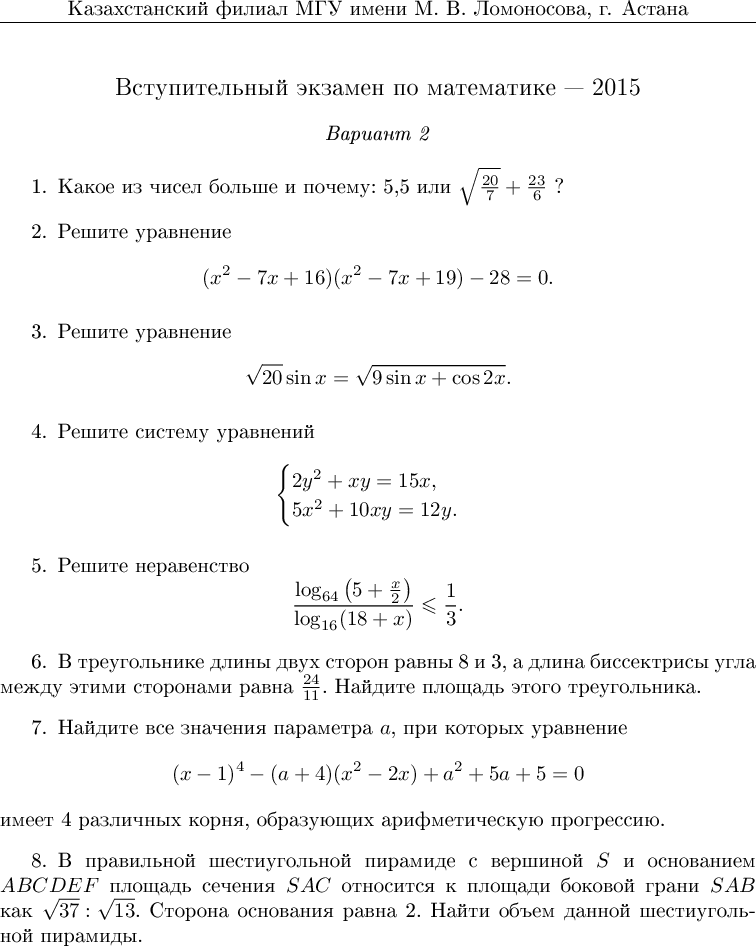 Казахстанский филиал МГУ имени М. В. Ломоносова, г. Астана
Вступительный экзамен по математике — 2015
Вариант 2
1. Какое из чисел больше и почему: 5,5 или $\sqrt{\frac{20}{7}} + \frac{23}{6}$ ?
2. Решите уравнение
$(x^2 - 7x + 16)(x^2 - 7x + 19) - 28 = 0.$
3. Решите уравнение
$\sqrt{20} \sin x = \sqrt{9 \sin x + \cos 2x}.$
4. Решите систему уравнений
$\begin{cases} 2y^2 + xy = 15x, \\ 5x^2 + 10xy = 12y. \end{cases}$
5. Решите неравенство
$\frac{\log_{64}\left(5 + \frac{x}{2}\right)}{\log_{16}(18 + x)} \leqslant \frac{1}{3}.$
6. В треугольнике длины двух сторон равны 8 и 3, а длина биссектрисы угла
между этими сторонами равна $\frac{24}{11}$. Найдите площадь этого треугольника.
7. Найдите все значения параметра $a$, при которых уравнение
$(x - 1)^4 - (a + 4)(x^2 - 2x) + a^2 + 5a + 5 = 0$
имеет 4 различных корня, образующих арифметическую прогрессию.
8. В правильной шестиугольной пирамиде с вершиной $S$ и основанием
$ABCDEF$ площадь сечения $SAC$ относится к площади боковой грани $SAB$
как $\sqrt{37} : \sqrt{13}$. Сторона основания равна 2. Найти объем данной шестиуголь-
ной пирамиды.